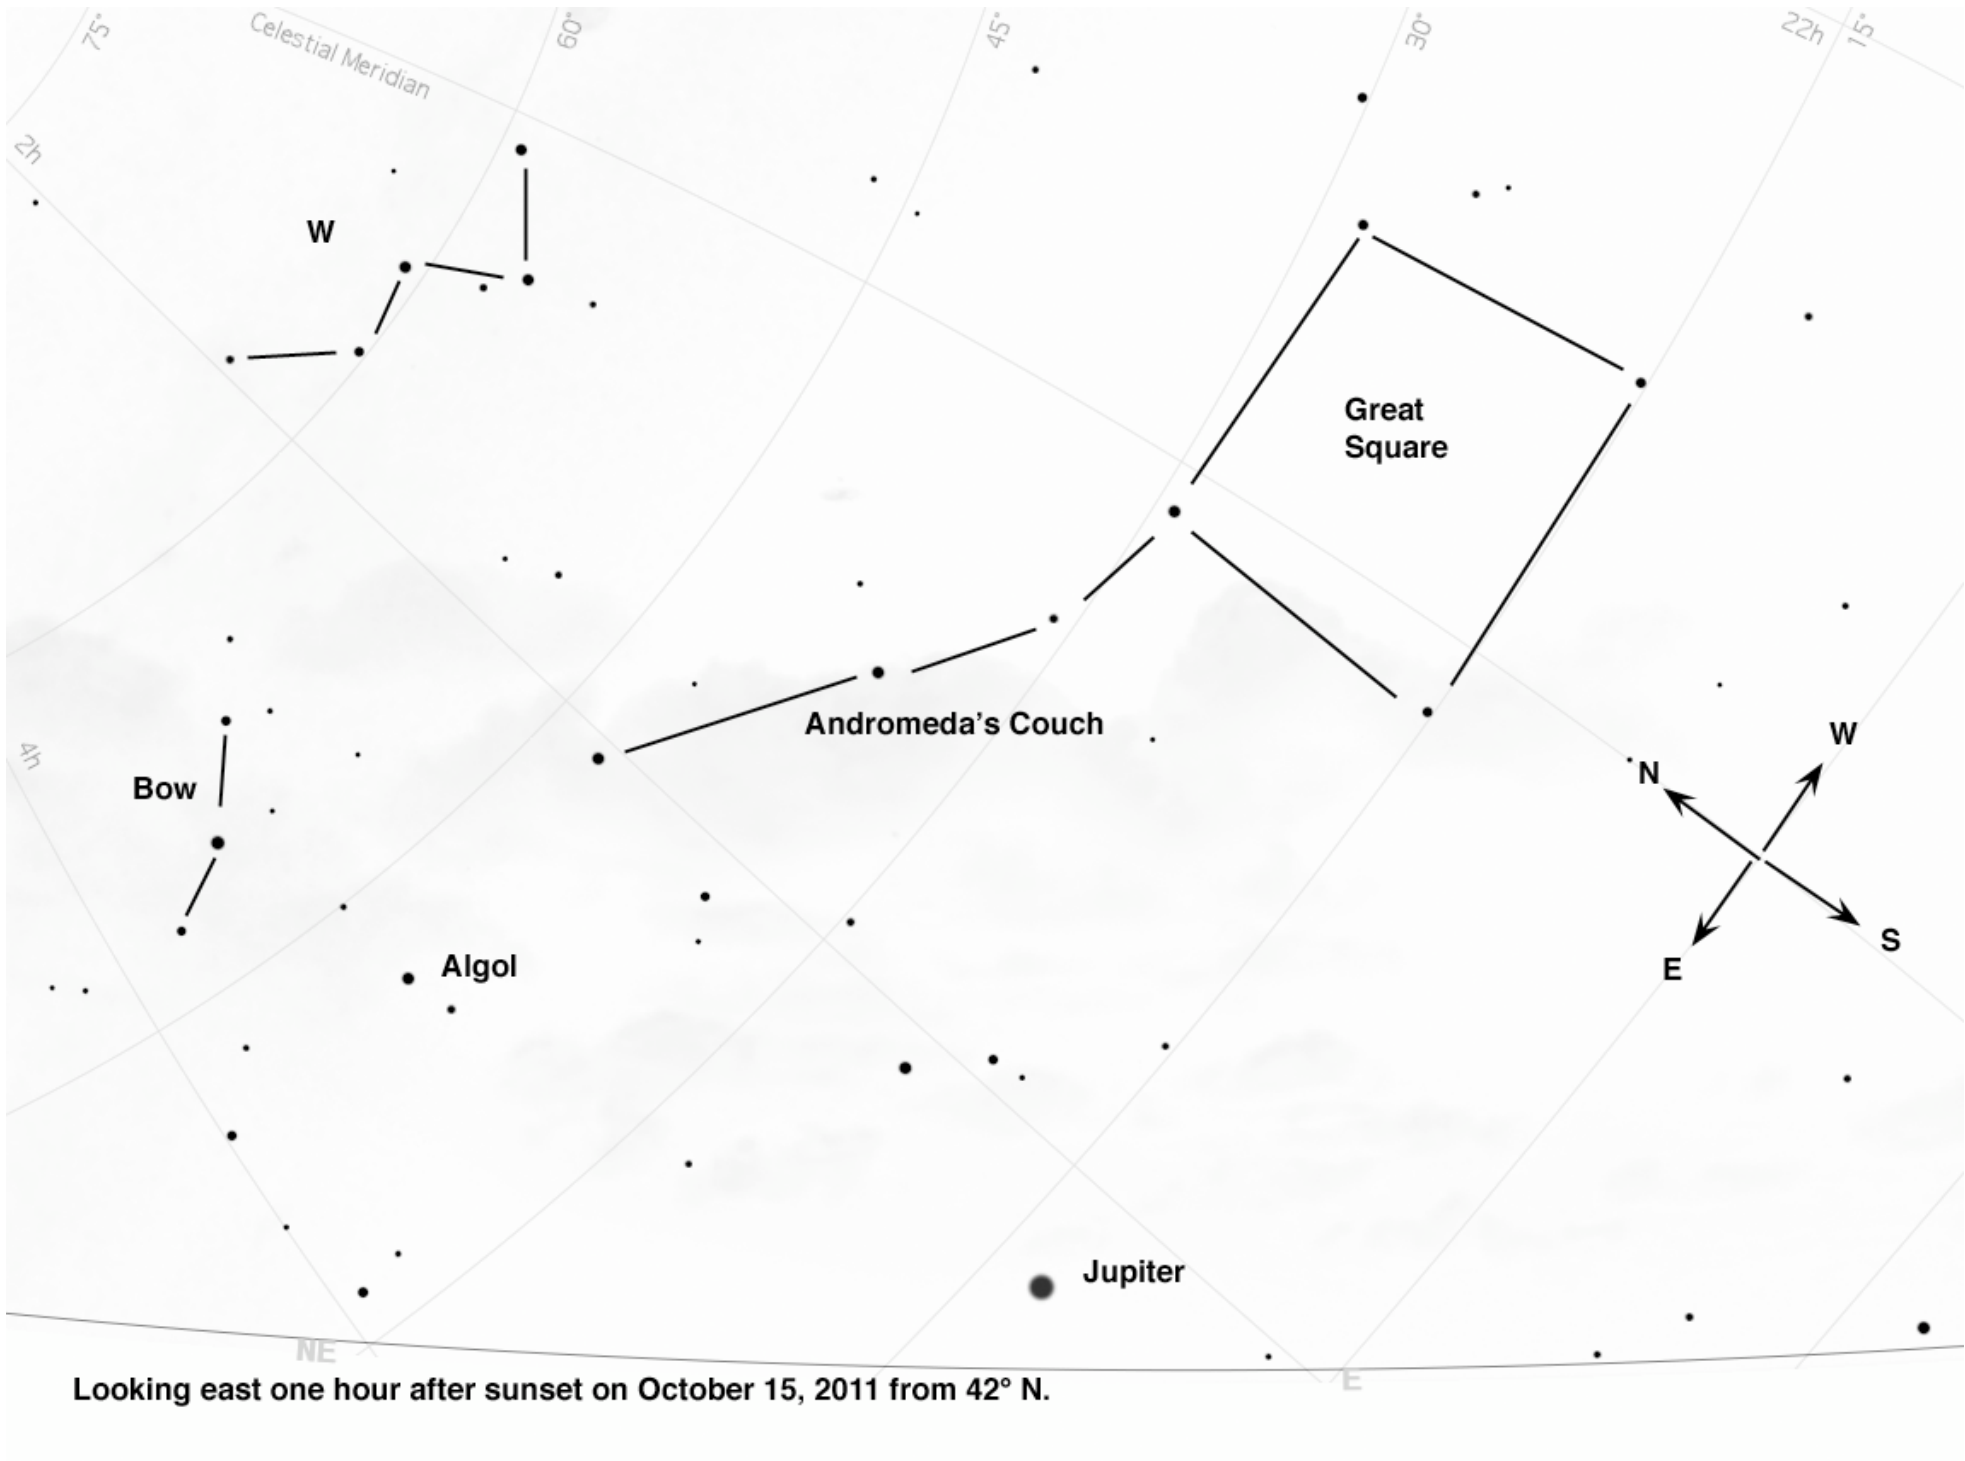 75°
Celestial Meridian
60°
45°
30°
22h
15°
2h
W
Great
Square
Andromeda’s Couch
W
N
4h
Bow
S
E
Algol
Jupiter
NE
E
Looking east one hour after sunset on October 15, 2011 from 42° N.